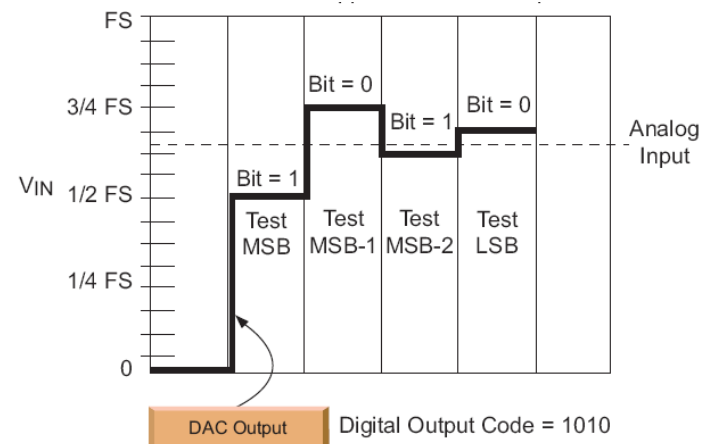 FS
Bit = 0
3/4 FS
Bit = 0
Bit = 1
Analog
Input
Bit = 1
VIN
1/2 FS
Test
MSB
Test
MSB-1
Test
MSB-2
Test
LSB
1/4 FS
0
DAC Output
Digital Output Code = 1010